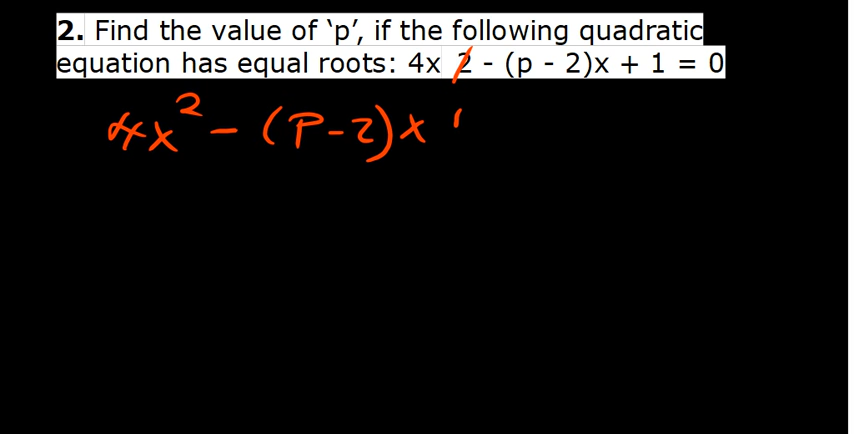 2. Find the value of ‘p’, if the following quadratic
equation has equal roots: 4x 2 - (p - 2)x + 1 = 0
4x² - (P-2)x